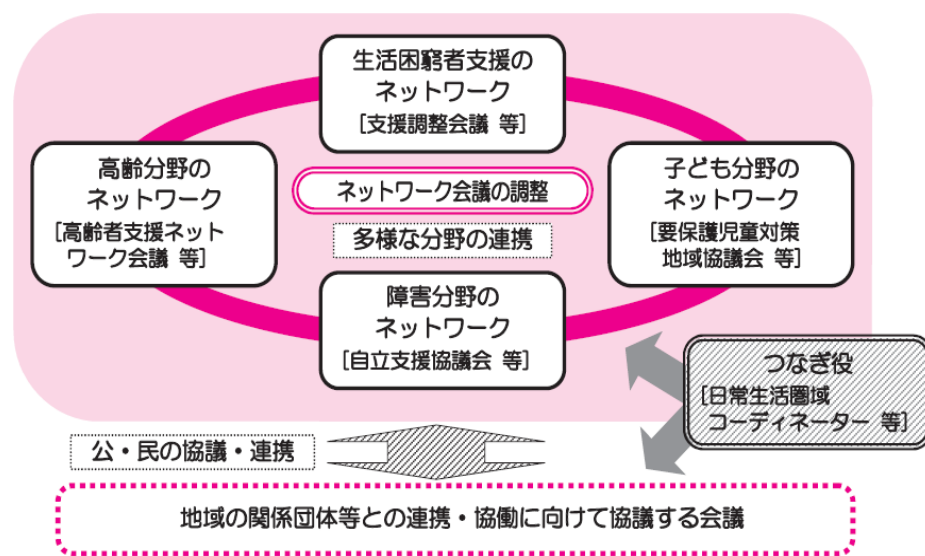 生活困窮者支援の
ネットワーク
[支援調整会議 等]
高齢分野の
ネットワーク
[高齢者支援ネット
ワーク会議 等]
ネットワーク会議の調整
多様な分野の連携
子ども分野の
ネットワーク
[要保護児童対策
地域協議会 等]
障害分野の
ネットワーク
[自立支援協議会 等]
つなぎ役
[日常生活圏域
コーディネーター 等]
公・民の協議・連携
地域の関係団体等との連携・協働に向けて協議する会議